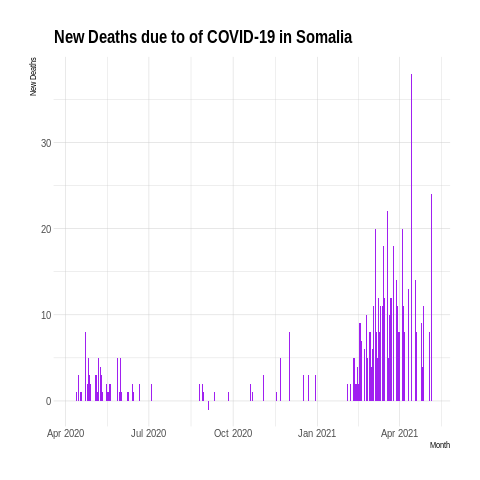 New Deaths due to of COVID-19 in Somalia
New Deaths
30
20
10
0
Apr 2020 Jul 2020 Oct 2020 Jan 2021 Apr 2021
Month